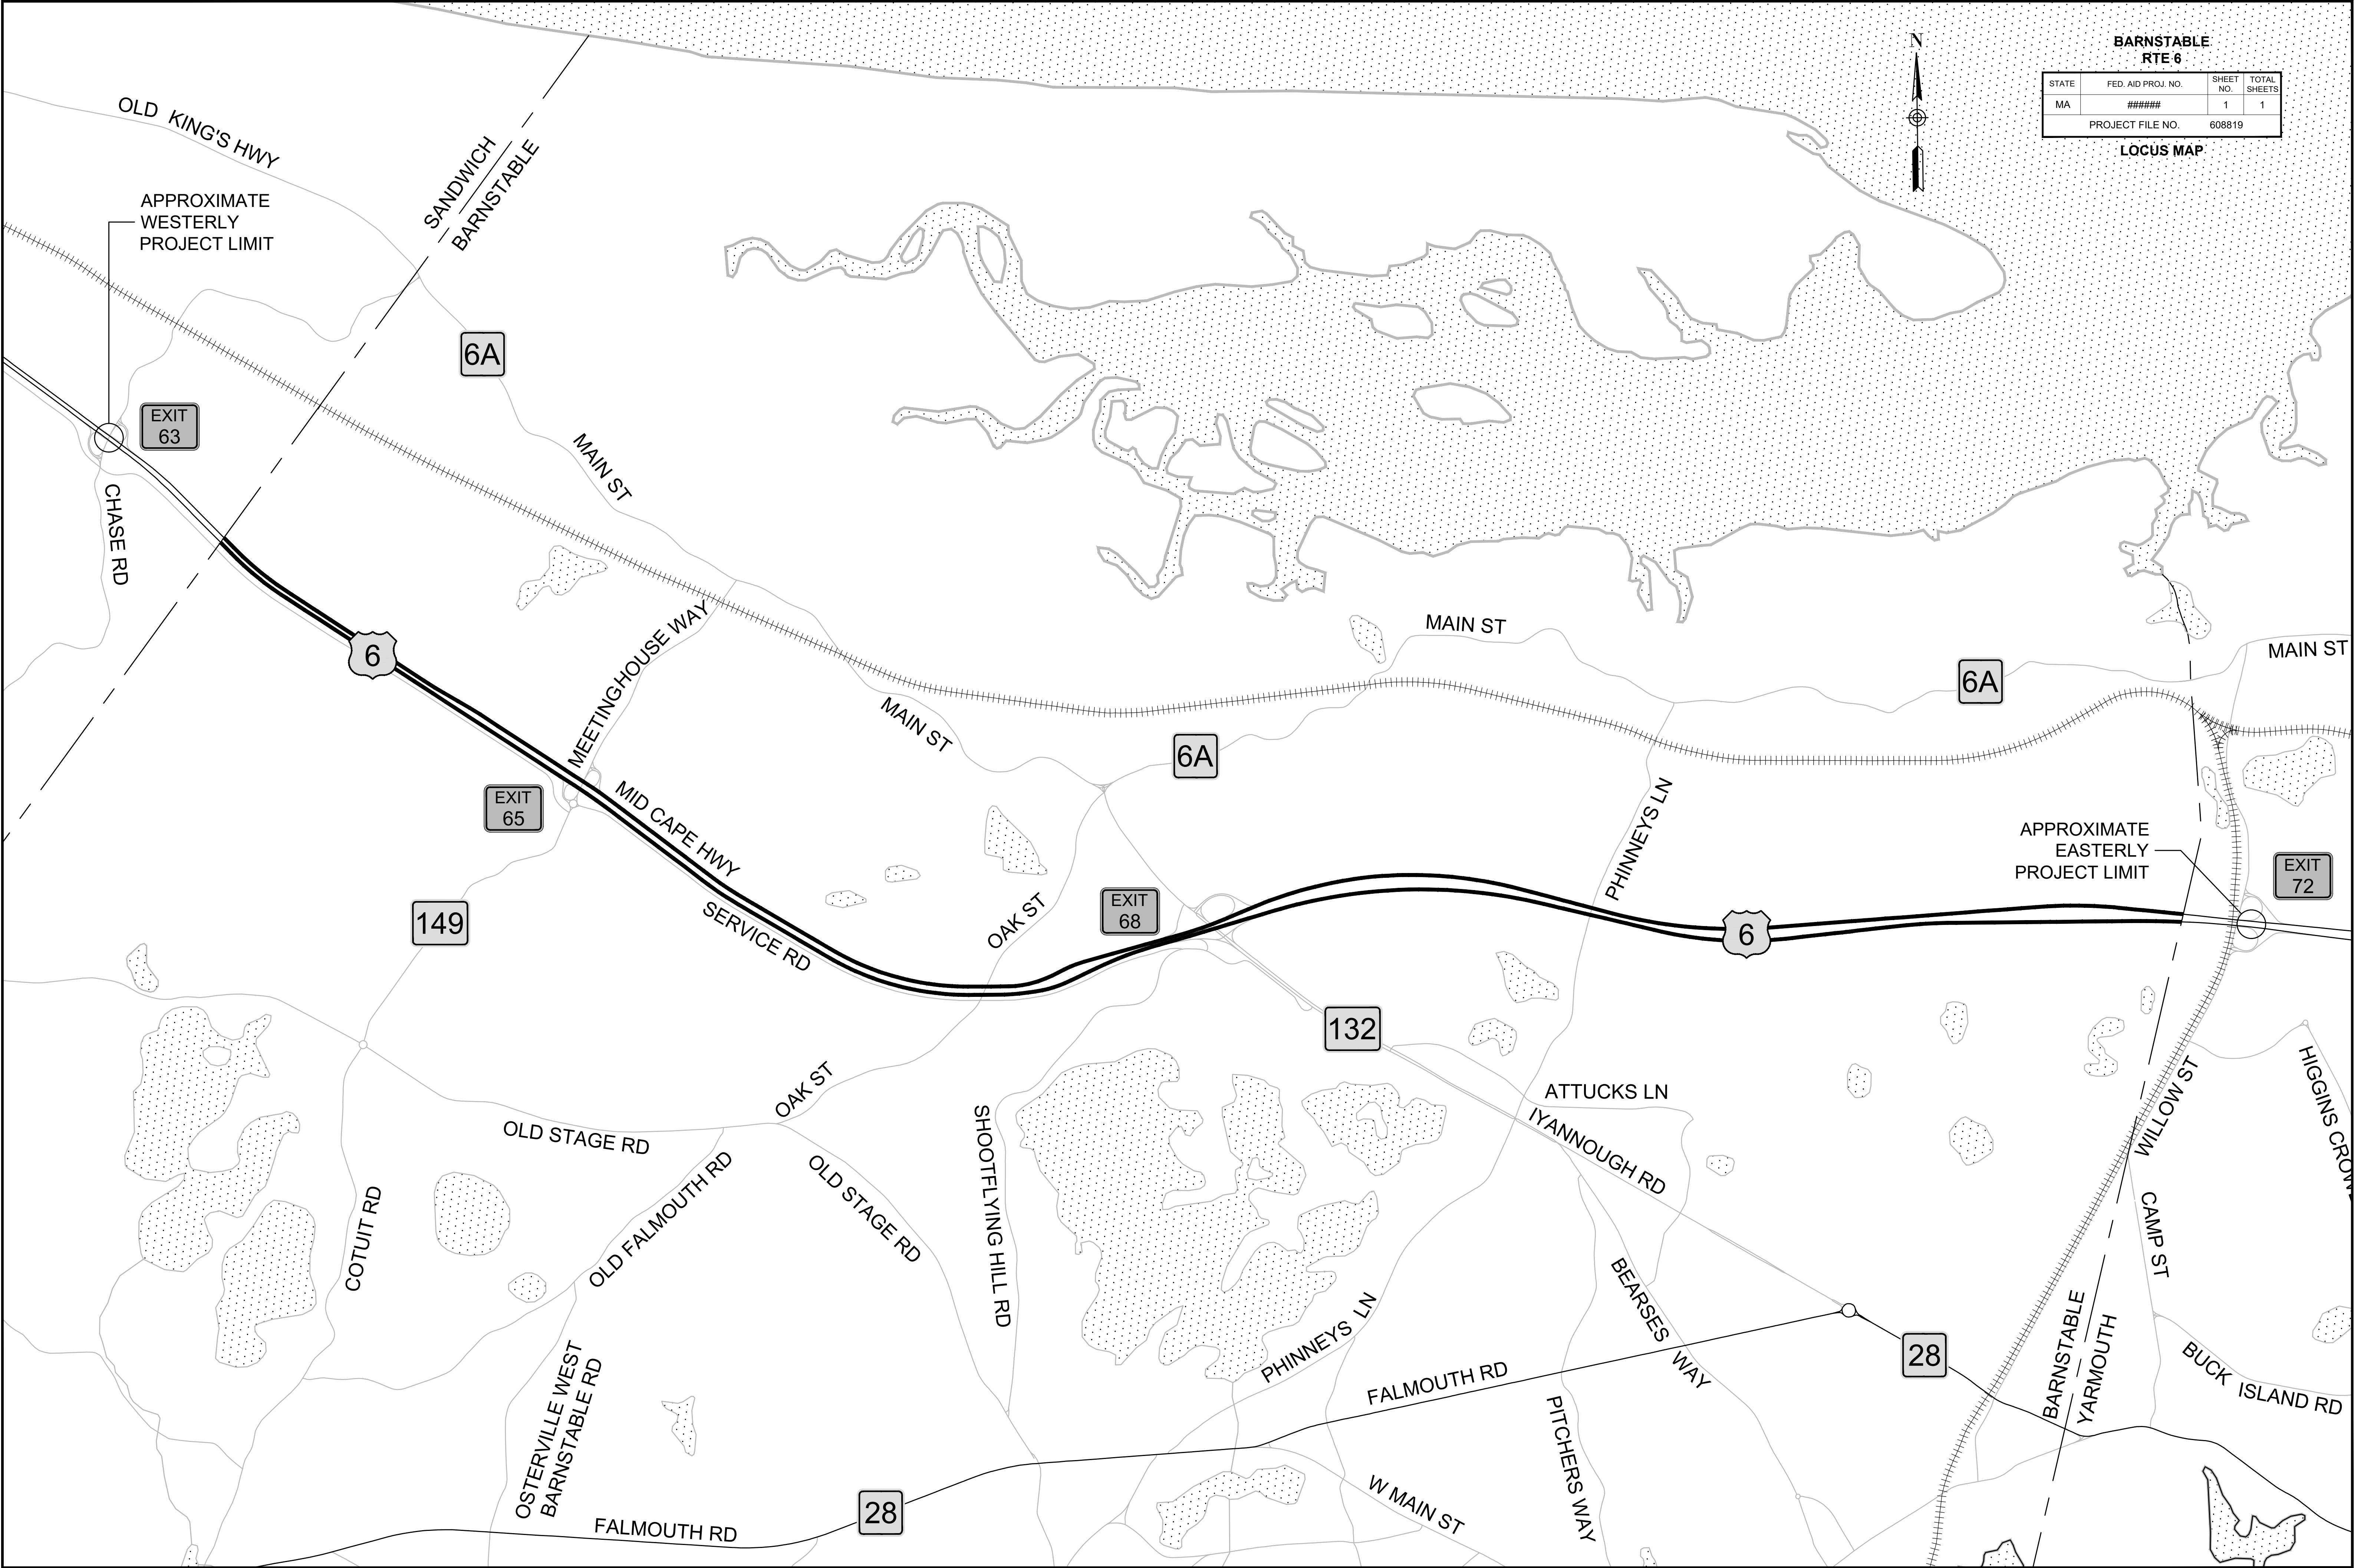 BARNSTABLE
RTE 6
STATE
FED. AID PROJ. NO.
SHEET
NO.
TOTAL
SHEETS
MA
######
1
1
PROJECT FILE NO.
608819
LOCUS MAP
N
OLD KING'S HWY
SANDWICH
BARNSTABLE
APPROXIMATE
WESTERLY
PROJECT LIMIT
6A
EXIT
63
MAIN ST
CHASE RD
6
MEETINGHOUSE WAY
MAIN ST
MAIN ST
MAIN ST
6A
6A
EXIT
65
MID CAPE HWY
PHINNEYS LN
APPROXIMATE
EASTERLY
PROJECT LIMIT
EXIT
72
149
SERVICE RD
OAK ST
EXIT
68
6
132
OAK ST
ATTUCKS LN
HIGGINS CROW
WILLOW ST
OLD STAGE RD
IYANNOUGH RD
OLD FALMOUTH RD
OLD STAGE RD
SHOOTFLYING HILL RD
COTUIT RD
CAMP ST
PHINNEYS LN
BEARSES WAY
BARNSTABLE
YARMOUTH
28
BUCK ISLAND RD
FALMOUTH RD
OSTERVILLE WEST
BARNSTABLE RD
PITCHERS WAY
W MAIN ST
28
FALMOUTH RD